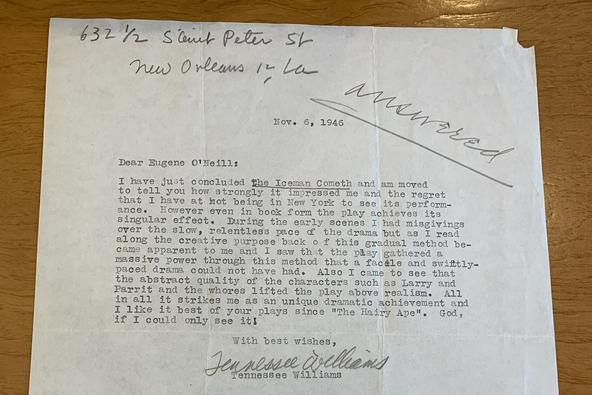 632 1/2 Saint Peter St
New Orleans 12, La
answered
Nov. 6, 1946
Dear Eugene O'Neill:
I have just concluded the Iceman Cometh and am moved
to tell you how strongly it impressed me and the regret
that I have at not being in New York to see its perform-
ance. However even in book form the play achieves its
singular effect. During the early scenes I had misgivings
over the slow, relentless pace of the drama but as I read
along the creative purpose back o f this gradual method be-
came apparent to me and I saw that the play gathered a
massive power through this method that a facile and swiftly-
paced drama could not have had. Also I came to see that
the abstract quality of the characters such as Larry and
Parrit and the whores lifted the play above realism. All
in all it strikes me as an unique dramatic achievement and
I like it best of your plays since "The Hairy Ape". God,
if I could only see it!
With best wishes,
Tennessee Williams
Tennessee Williams